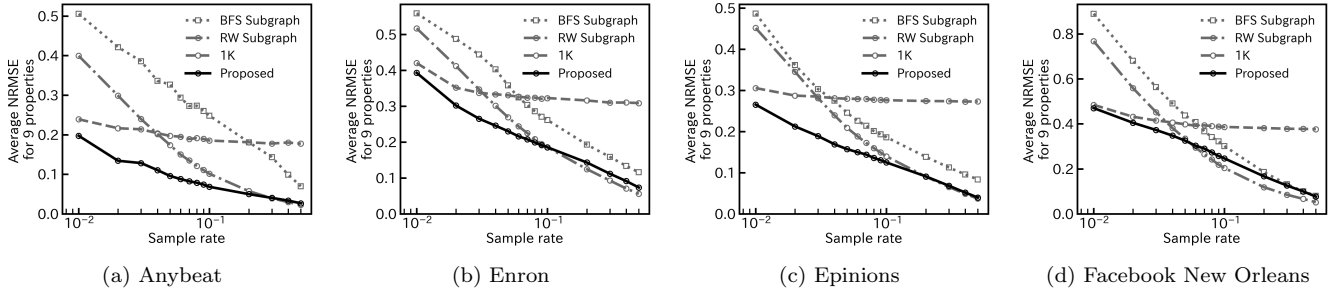 Average NRMSE
for 9 properties
0.5
0.4
0.3
0.2
0.1
0.0
BFS Subgraph
RW Subgraph
1K
Proposed
10⁻²
10⁻¹
Sample rate
(a) Anybeat
Average NRMSE
for 9 properties
0.6
0.5
0.4
0.3
0.2
0.1
0.0
BFS Subgraph
RW Subgraph
1K
Proposed
10⁻²
10⁻¹
Sample rate
(b) Enron
Average NRMSE
for 9 properties
0.5
0.4
0.3
0.2
0.1
0.0
BFS Subgraph
RW Subgraph
1K
Proposed
10⁻²
10⁻¹
Sample rate
(c) Epinions
Average NRMSE
for 9 properties
0.8
0.6
0.4
0.2
0.0
BFS Subgraph
RW Subgraph
1K
Proposed
10⁻²
10⁻¹
Sample rate
(d) Facebook New Orleans